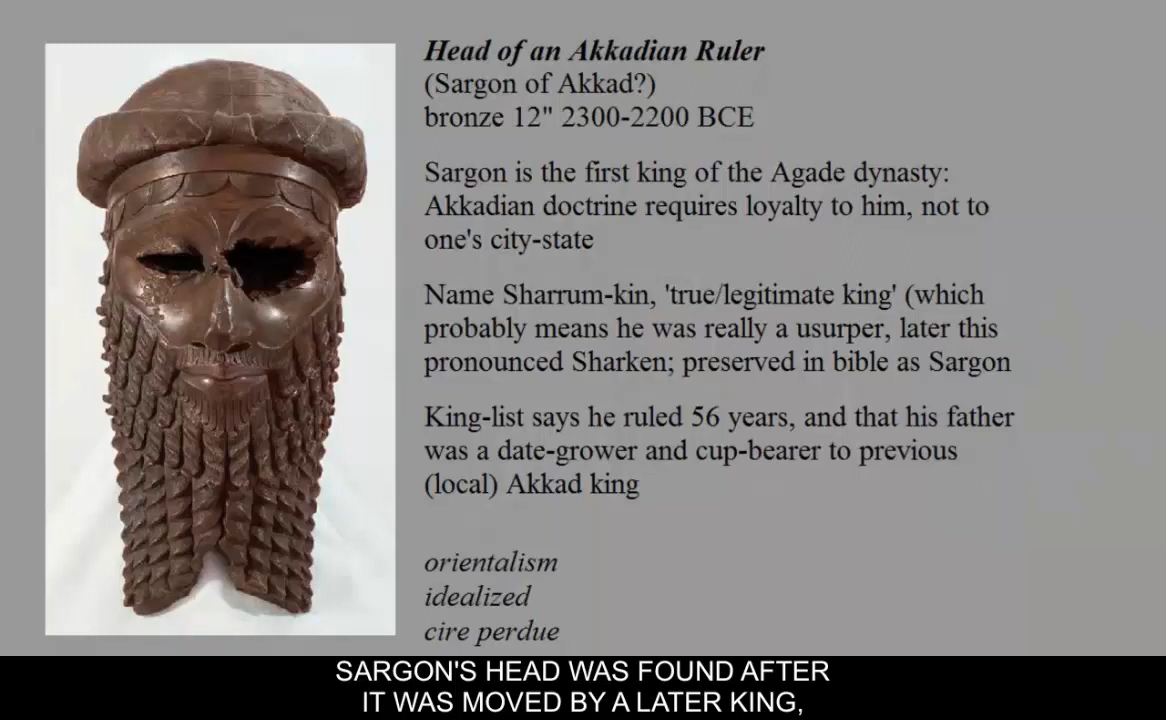 Head of an Akkadian Ruler
(Sargon of Akkad?)
bronze 12" 2300-2200 BCE
Sargon is the first king of the Agade dynasty:
Akkadian doctrine requires loyalty to him, not to
one's city-state
Name Sharrum-kin, 'true/legitimate king' (which
probably means he was really a usurper, later this
pronounced Sharken; preserved in bible as Sargon
King-list says he ruled 56 years, and that his father
was a date-grower and cup-bearer to previous
(local) Akkad king
orientalism
idealized
cire perdue
SARGON'S HEAD WAS FOUND AFTER
IT WAS MOVED BY A LATER KING,